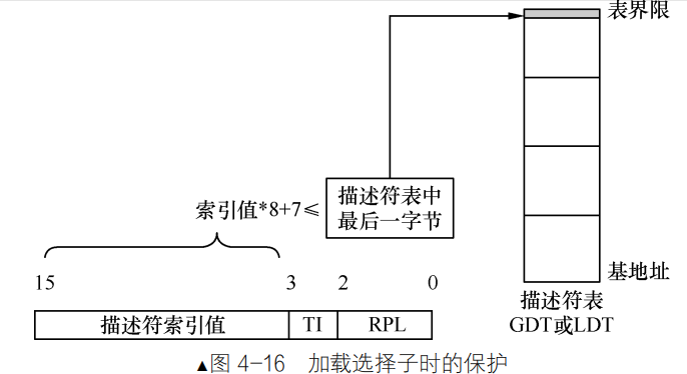 表界限
索引值*8+7≤
描述符表中
最后一字节
基地址
15 3 2 0
描述符表
GDT或LDT
描述符索引值 TI RPL
▲图 4-16 加载选择子时的保护